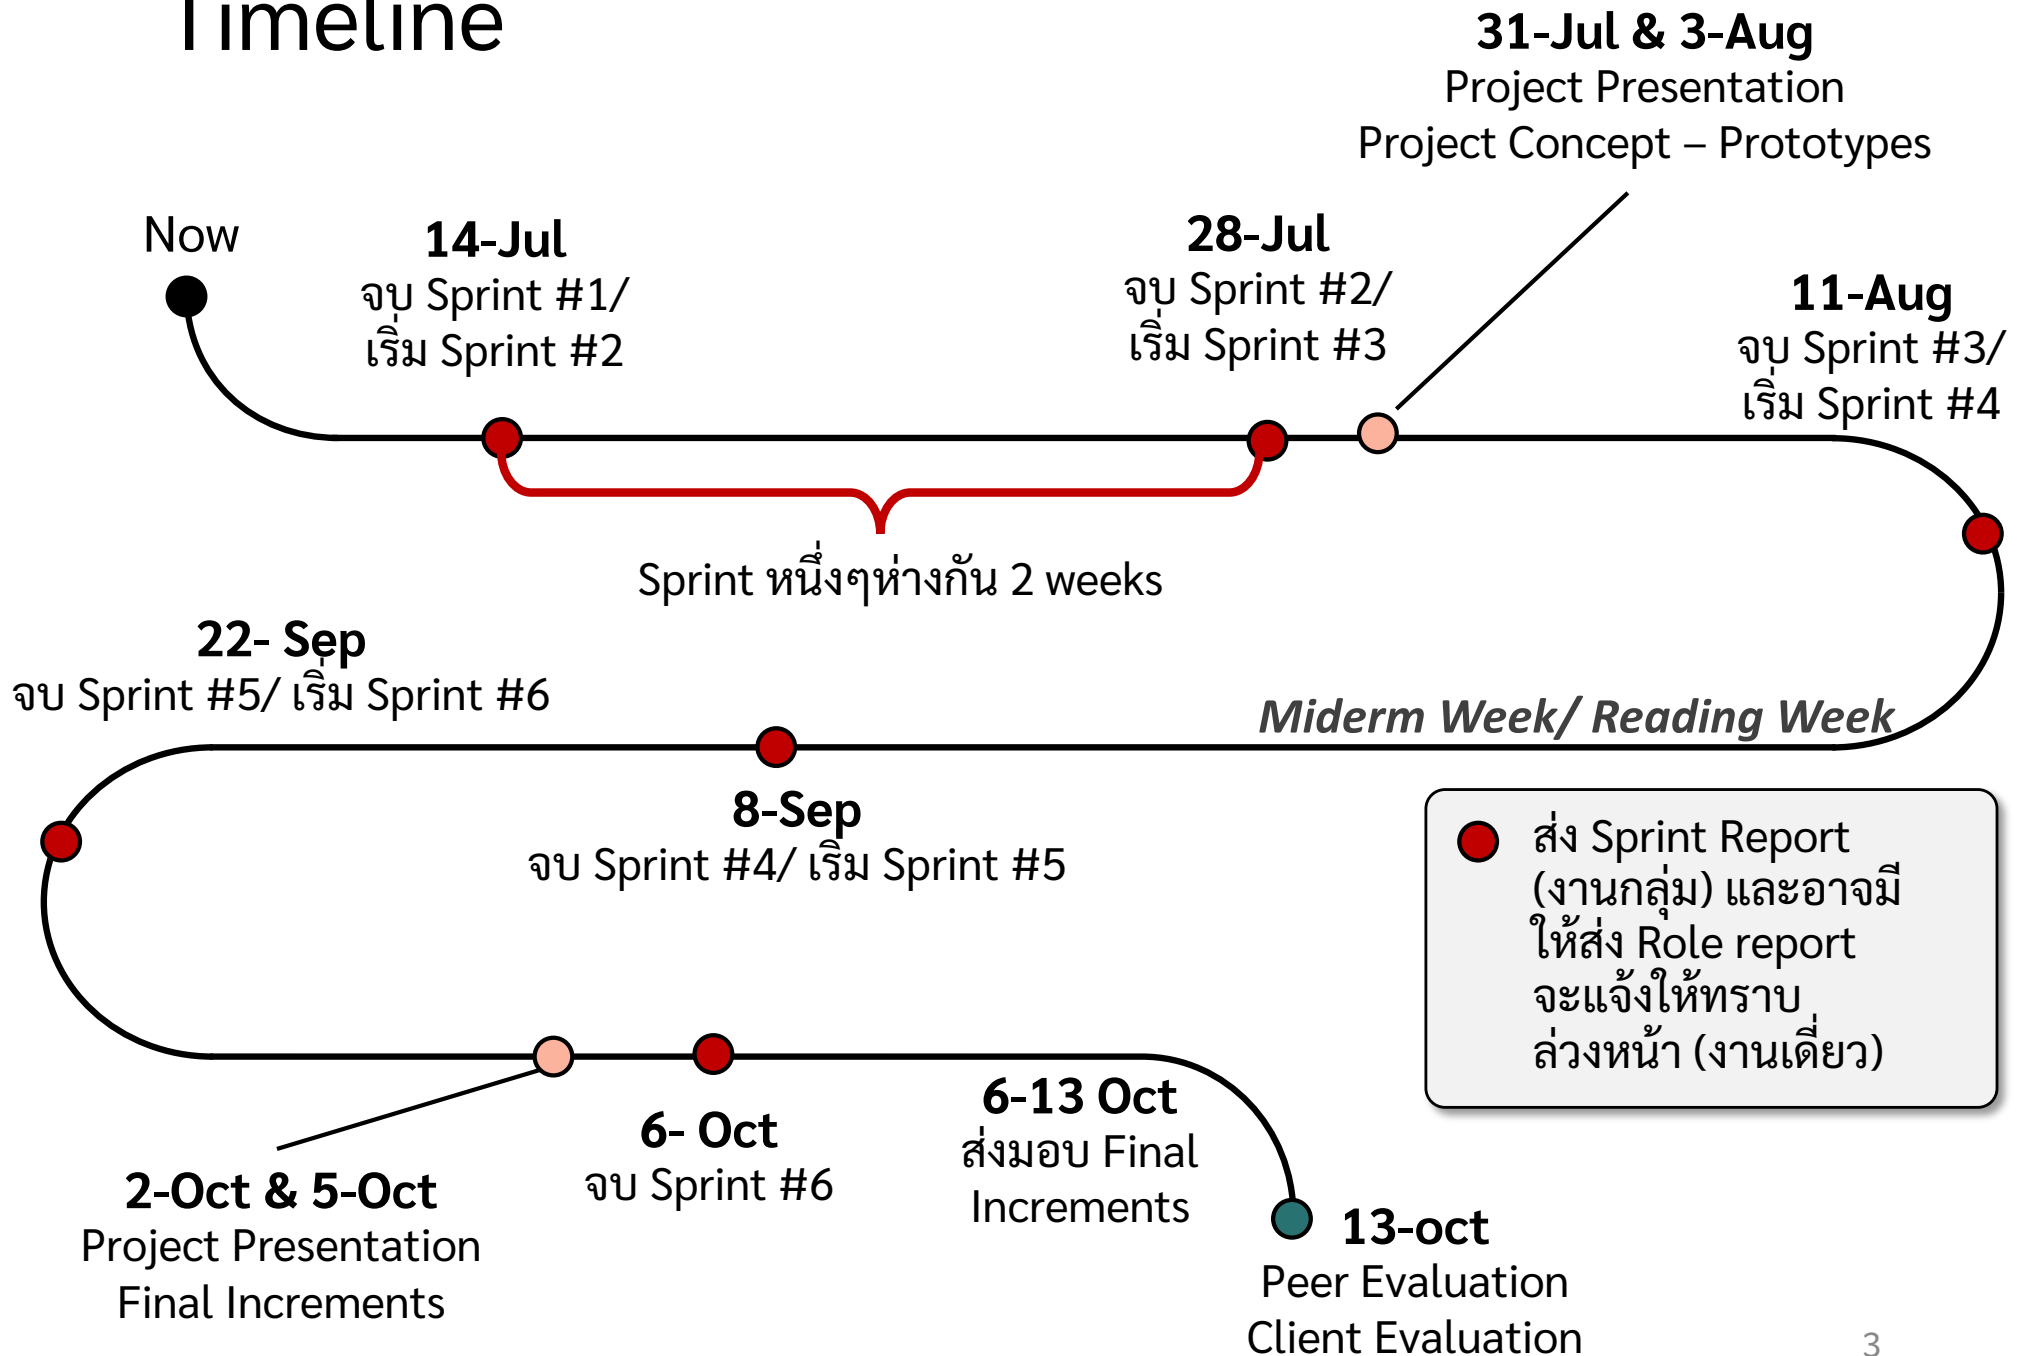 Timeline
31-Jul & 3-Aug
Project Presentation
Project Concept – Prototypes
Now
14-Jul
จบ Sprint #1/
เริ่ม Sprint #2
28-Jul
จบ Sprint #2/
เริ่ม Sprint #3
11-Aug
จบ Sprint #3/
เริ่ม Sprint #4
Sprint หนึ่งๆห่างกัน 2 weeks
22- Sep
จบ Sprint #5/ เริ่ม Sprint #6
Miderm Week/ Reading Week
8-Sep
จบ Sprint #4/ เริ่ม Sprint #5
ส่ง Sprint Report
(งานกลุ่ม) และอาจมี
ให้ส่ง Role report
จะแจ้งให้ทราบ
ล่วงหน้า (งานเดี่ยว)
2-Oct & 5-Oct
Project Presentation
Final Increments
6- Oct
จบ Sprint #6
6-13 Oct
ส่งมอบ Final
Increments
13-oct
Peer Evaluation
Client Evaluation
3